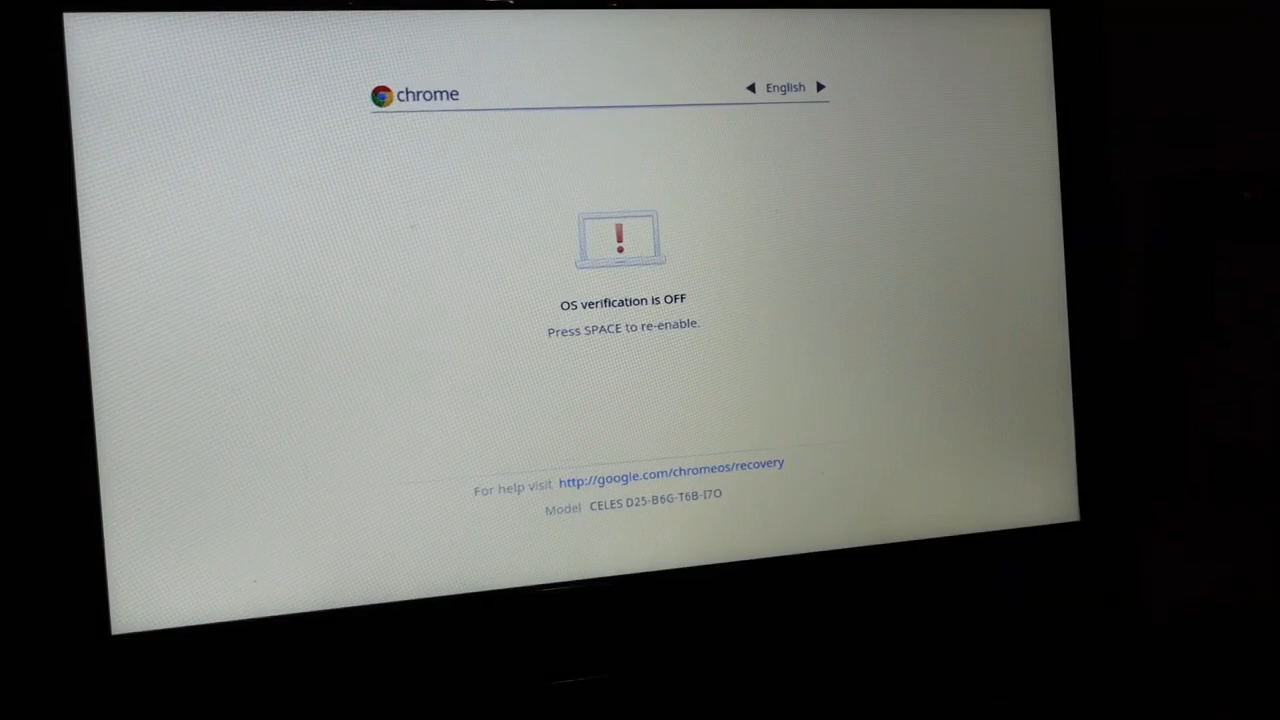 chrome
English
!
OS verification is OFF
Press SPACE to re-enable.
For help visit http://google.com/chromeos/recovery
Model CELES D25-B6G-T6B-I7O